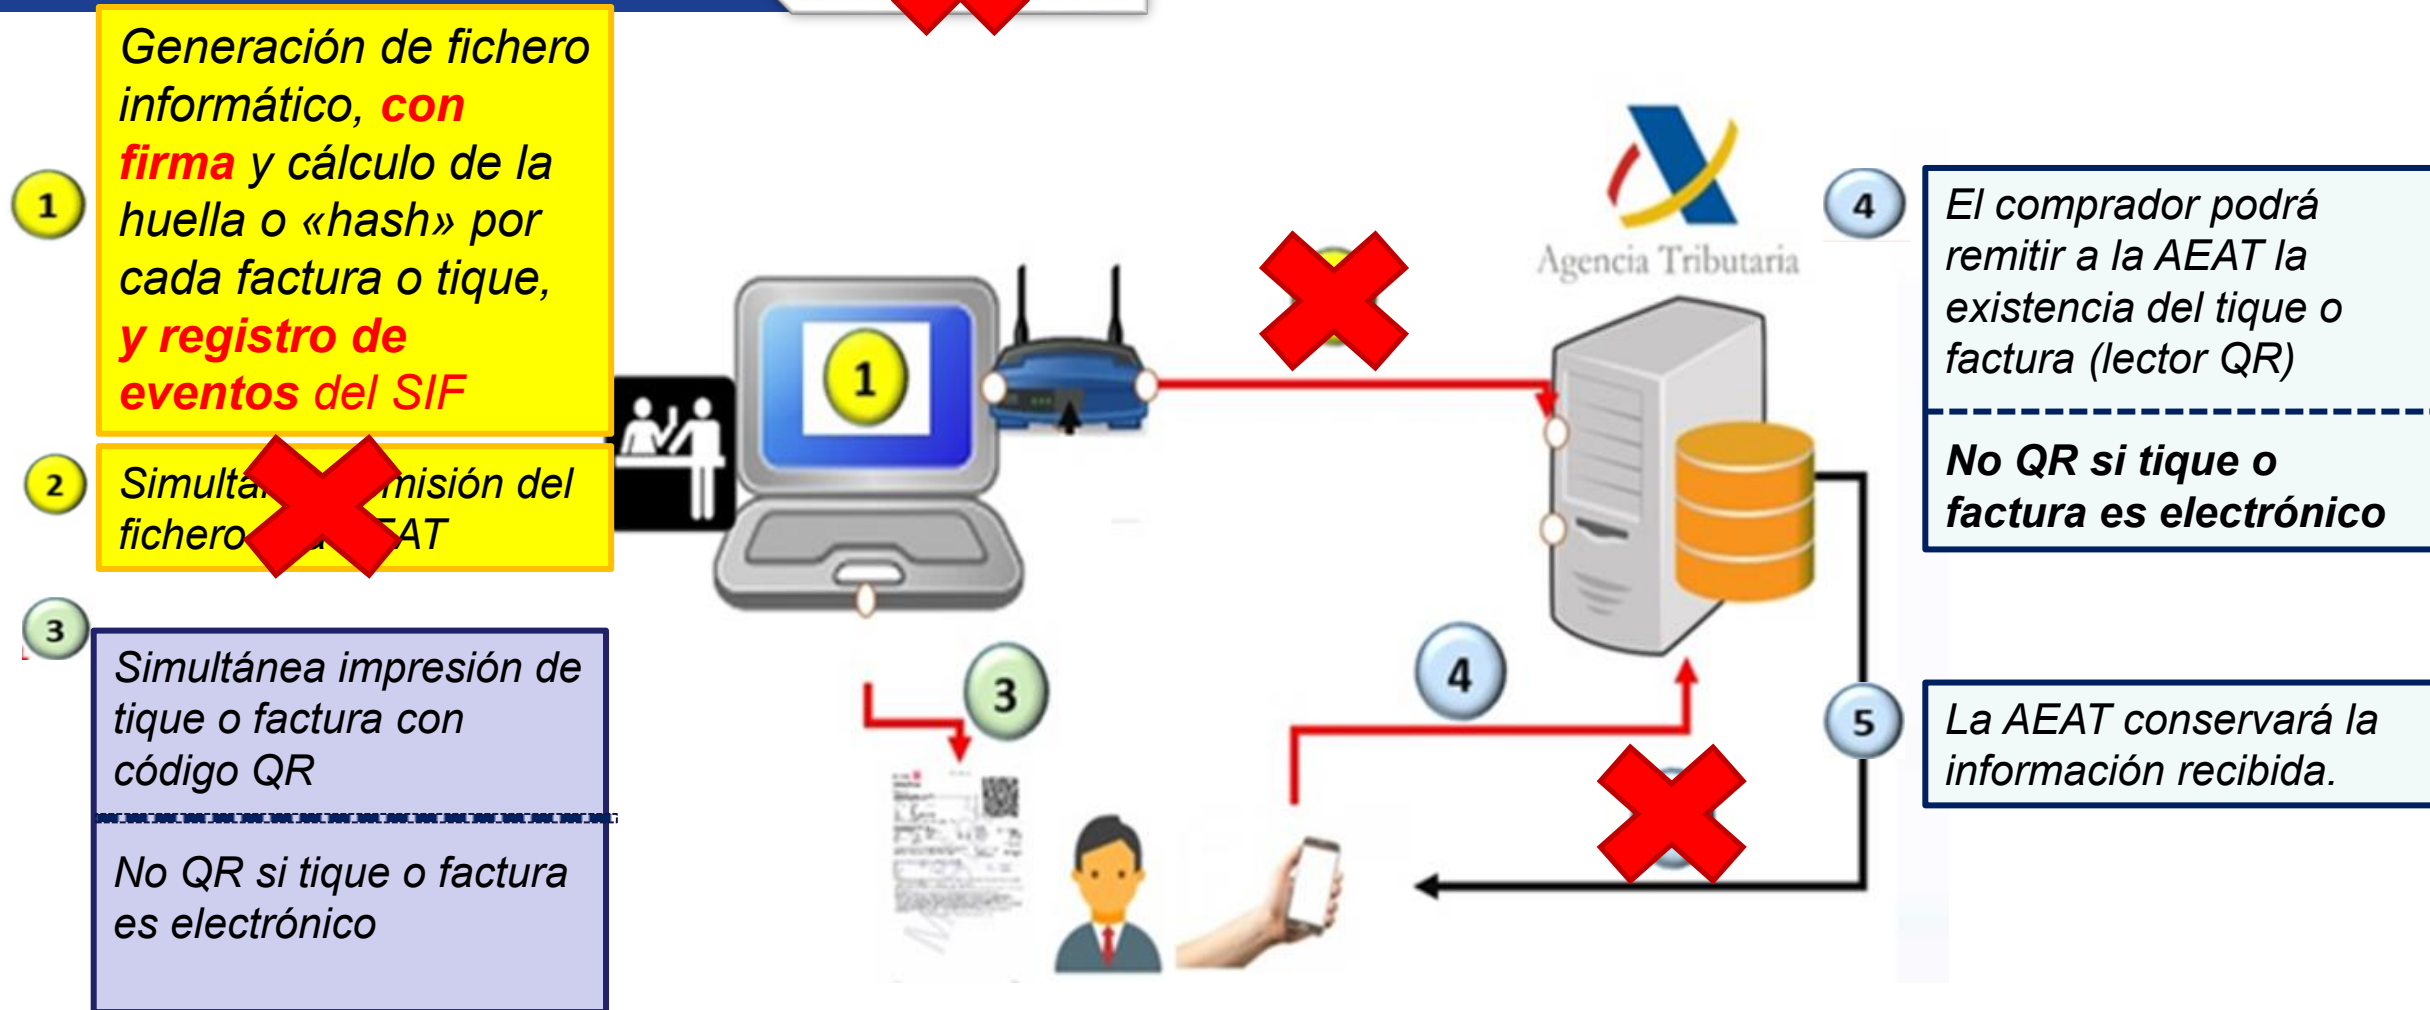 Generación de fichero
informático, con
firma y cálculo de la
huella o «hash» por
cada factura o tique,
y registro de
eventos del SIF
1
2
fichero
misión del
3
Simultánea impresión de
tique o factura con
código QR
No QR si tique o factura
es electrónico
1
3
Agencia Tributaria
4
4
El comprador podrá
remitir a la AEAT la
existencia del tique o
factura (lector QR)
No QR si tique o
factura es electrónico
5
La AEAT conservará la
información recibida.